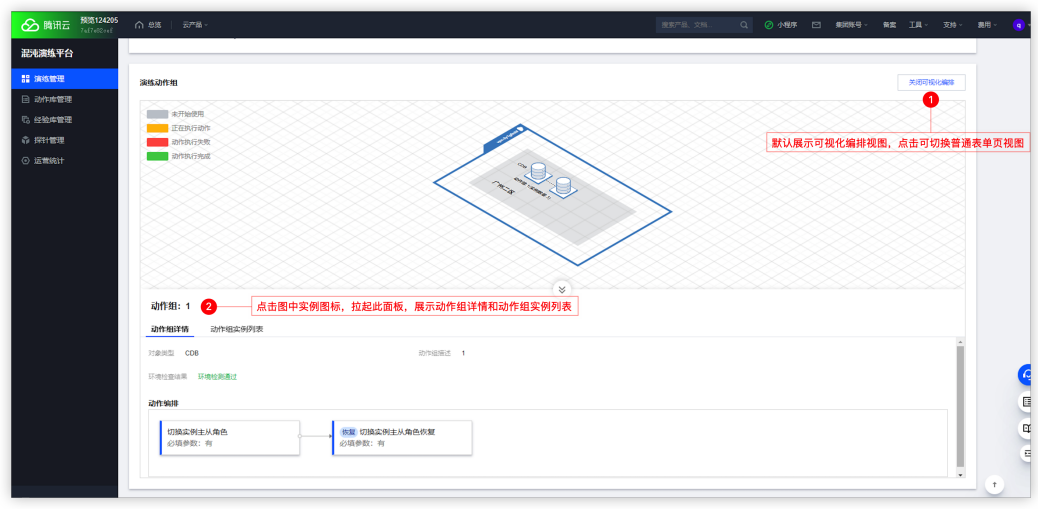 腾讯云
预览124205
总览
云产品
搜索产品、文档...
小程序
集团账号
备案
工具
支持
费用
q
混沌演练平台
演练管理
动作库管理
经验库管理
探针管理
运营统计
演练动作组
关闭可视化编排
1
默认展示可视化编排视图，点击可切换普通表单页视图
未开始使用
正在执行动作
动作执行失败
动作执行完成
CDB
广州二区
动作组：1
2
点击图中实例图标，拉起此面板，展示动作组详情和动作组实例列表
动作组详情
动作组实例列表
对象类型 CDB
动作组描述 1
环境检查结果 环境检测通过
动作编排
切换实例主从角色
必填参数：有
恢复 切换实例主从角色恢复
必填参数：有